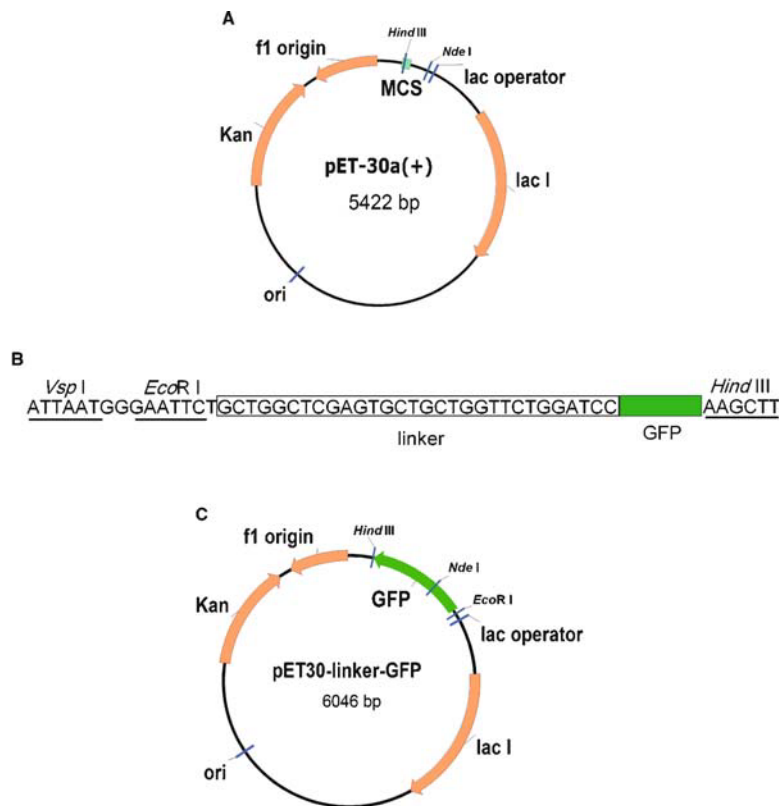 A
Hind III
Nde I
f1 origin
lac operator
MCS
Kan
pET-30a(+)
5422 bp
lac I
ori
B
Vsp I EcoR I Hind III
ATTAATGGGAATTCTGCTGGCTCGAGTGCTGCTGGTTCTGGATCC AAGCTT
linker GFP
C
Hind III
f1 origin
Nde I
GFP
EcoR I
Kan
lac operator
pET30-linker-GFP
6046 bp
lac I
ori